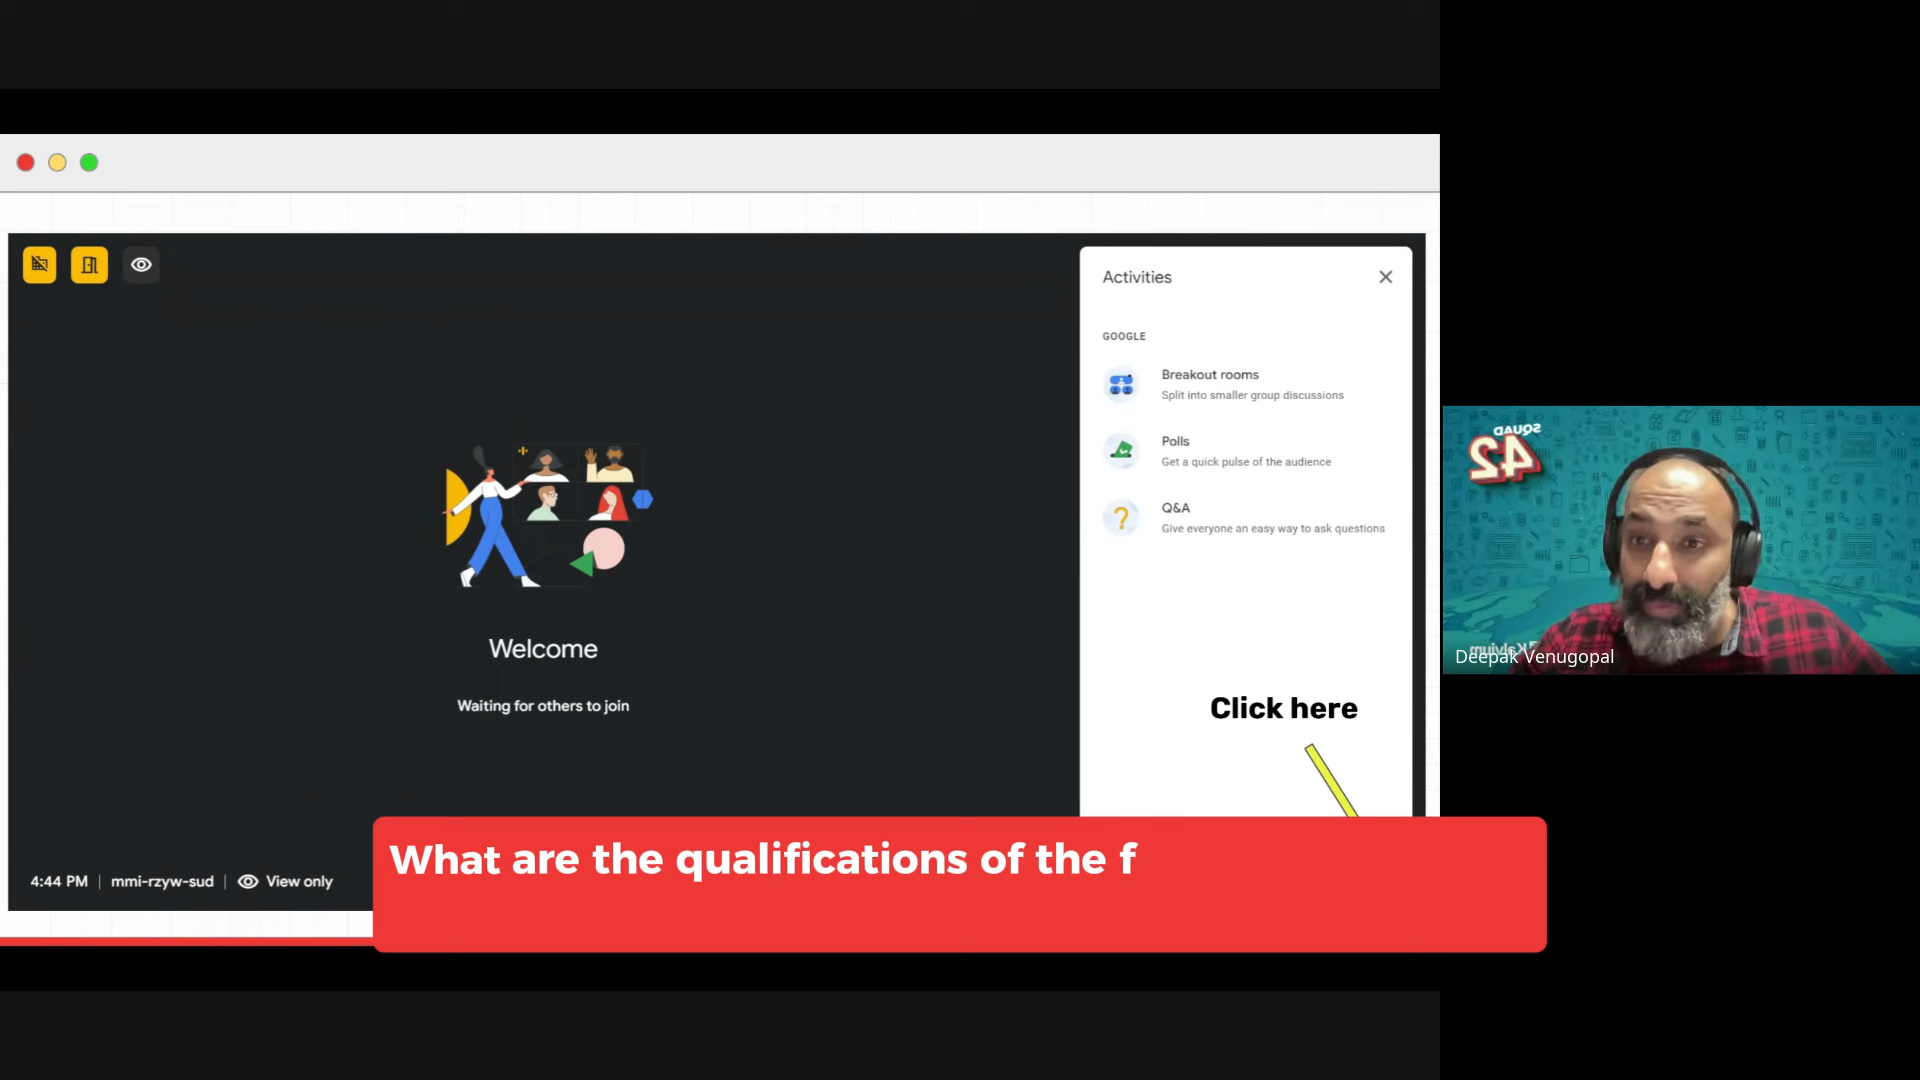 Activities
GOOGLE
Breakout rooms
Split into smaller group discussions
Polls
Get a quick pulse of the audience
Q&A
Give everyone an easy way to ask questions
Welcome
Waiting for others to join
Click here
4:44 PM | mmi-rzyw-sud | View only
What are the qualifications of the f
SQUAD
42
Kalvium
Deepak Venugopal